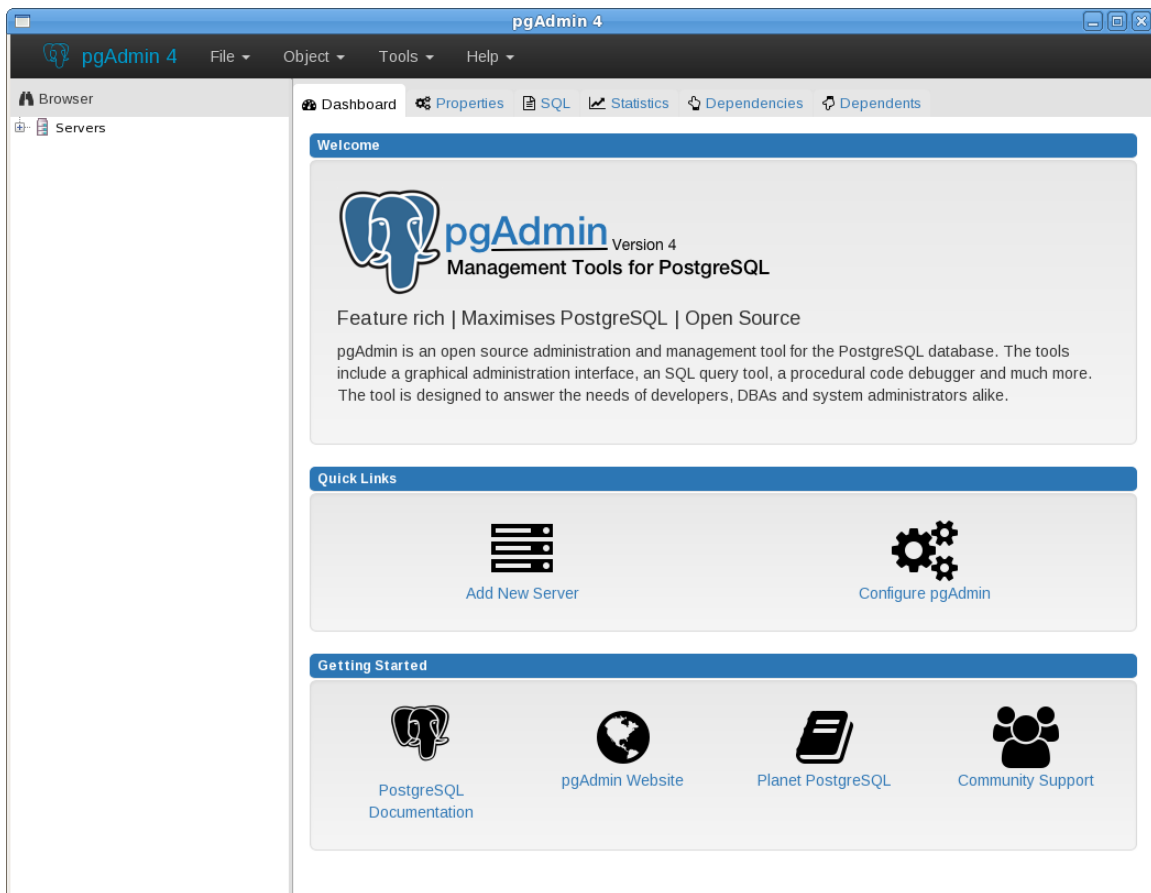 pgAdmin 4
pgAdmin 4 File Object Tools Help
Browser
Servers
Dashboard Properties SQL Statistics Dependencies Dependents
Welcome
pgAdmin Version 4
Management Tools for PostgreSQL
Feature rich | Maximises PostgreSQL | Open Source
pgAdmin is an open source administration and management tool for the PostgreSQL database. The tools
include a graphical administration interface, an SQL query tool, a procedural code debugger and much more.
The tool is designed to answer the needs of developers, DBAs and system administrators alike.
Quick Links
Add New Server
Configure pgAdmin
Getting Started
PostgreSQL
Documentation
pgAdmin Website
Planet PostgreSQL
Community Support